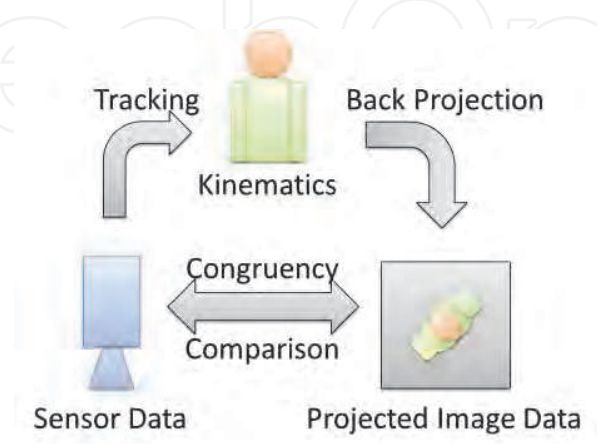 Tracking
Back Projection
Kinematics
Congruency
Comparison
Sensor Data
Projected Image Data